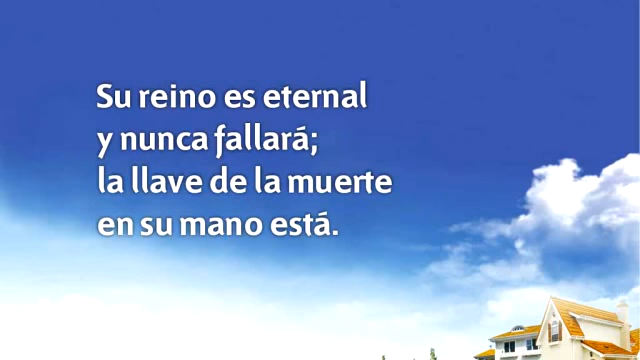 Su reino es eternal
y nunca fallará;
la llave de la muerte
en su mano está.